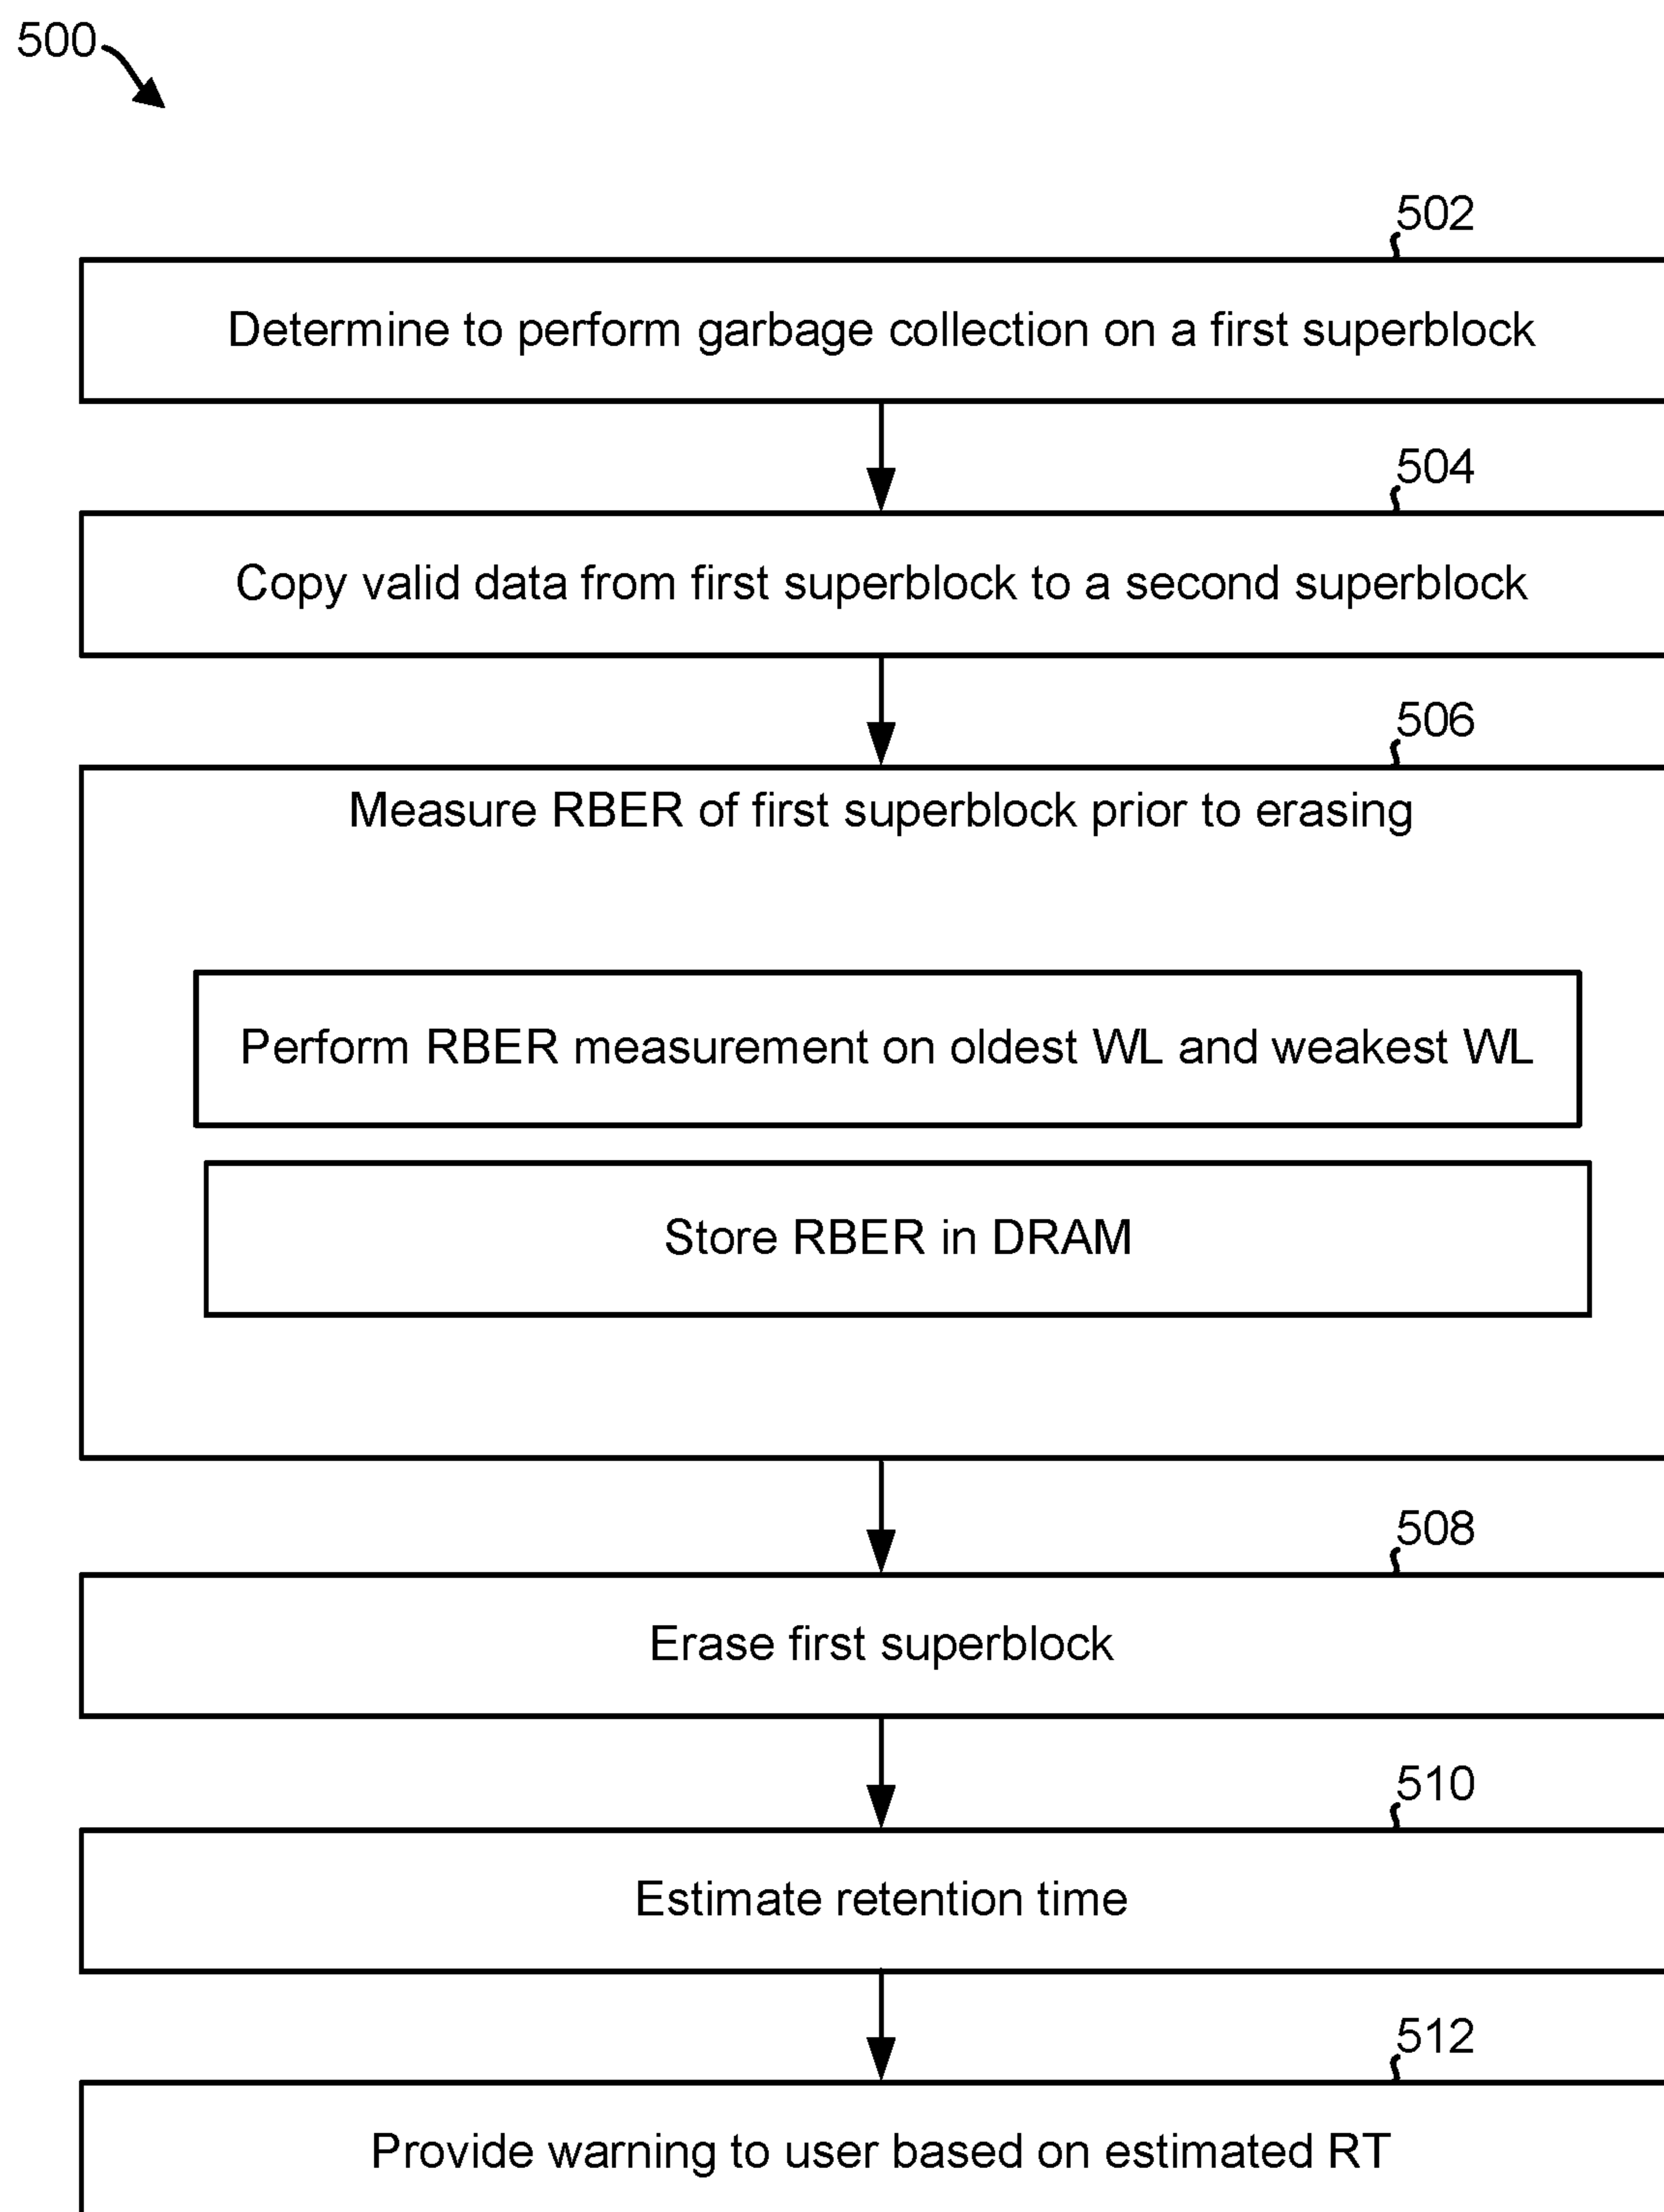 500
502
Determine to perform garbage collection on a first superblock
504
Copy valid data from first superblock to a second superblock
506
Measure RBER of first superblock prior to erasing
Perform RBER measurement on oldest WL and weakest WL
Store RBER in DRAM
508
Erase first superblock
510
Estimate retention time
512
Provide warning to user based on estimated RT